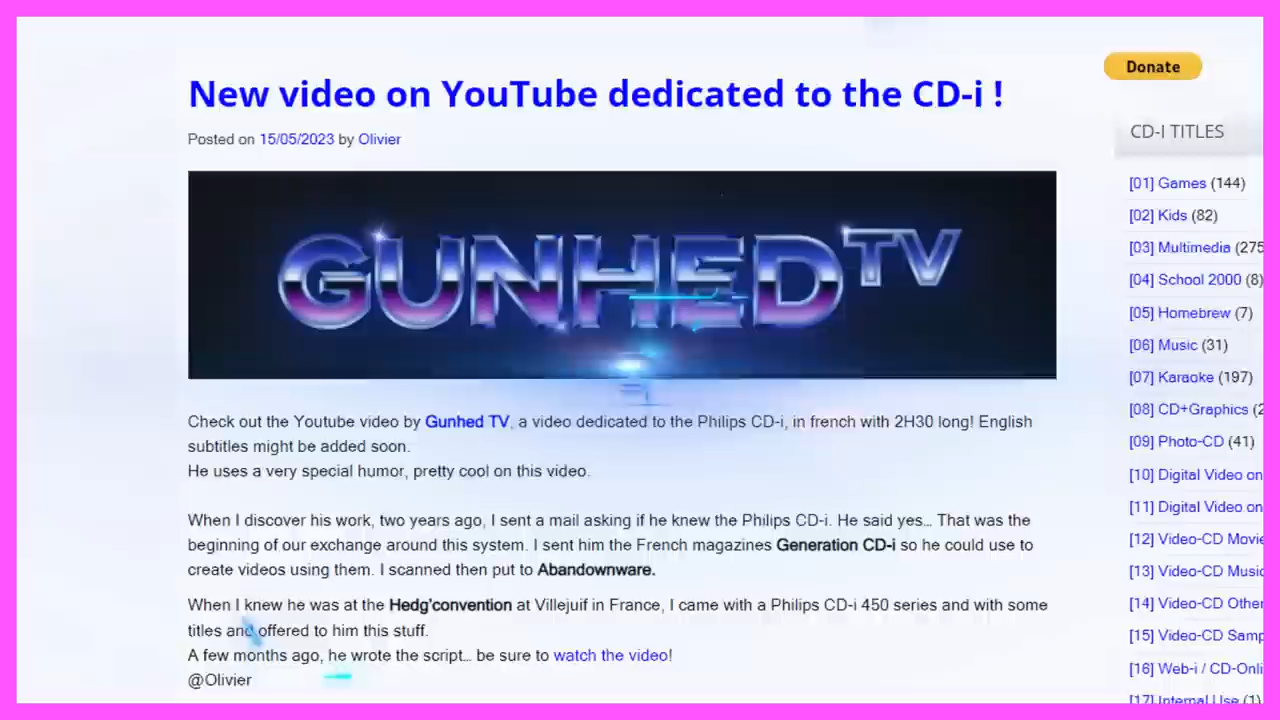 New video on YouTube dedicated to the CD-i !
Posted on 15/05/2023 by Olivier
GUNHED TV
Check out the Youtube video by Gunhed TV, a video dedicated to the Philips CD-i, in french with 2H30 long! English
subtitles might be added soon.
He uses a very special humor, pretty cool on this video.
When I discover his work, two years ago, I sent a mail asking if he knew the Philips CD-i. He said yes... That was the
beginning of our exchange around this system. I sent him the French magazines Generation CD-i so he could use to
create videos using them. I scanned then put to Abandownware.
When I knew he was at the Hedg'convention at Villejuif in France, I came with a Philips CD-i 450 series and with some
titles and offered to him this stuff.
A few months ago, he wrote the script... be sure to watch the video!
@Olivier
Donate
CD-I TITLES
[01] Games (144)
[02] Kids (82)
[03] Multimedia (275
[04] School 2000 (8)
[05] Homebrew (7)
[06] Music (31)
[07] Karaoke (197)
[08] CD+Graphics (2
[09] Photo-CD (41)
[10] Digital Video on
[11] Digital Video on
[12] Video-CD Movie
[13] Video-CD Music
[14] Video-CD Other
[15] Video-CD Samp
[16] Web-i / CD-Onli
[17] Internal Use (1)